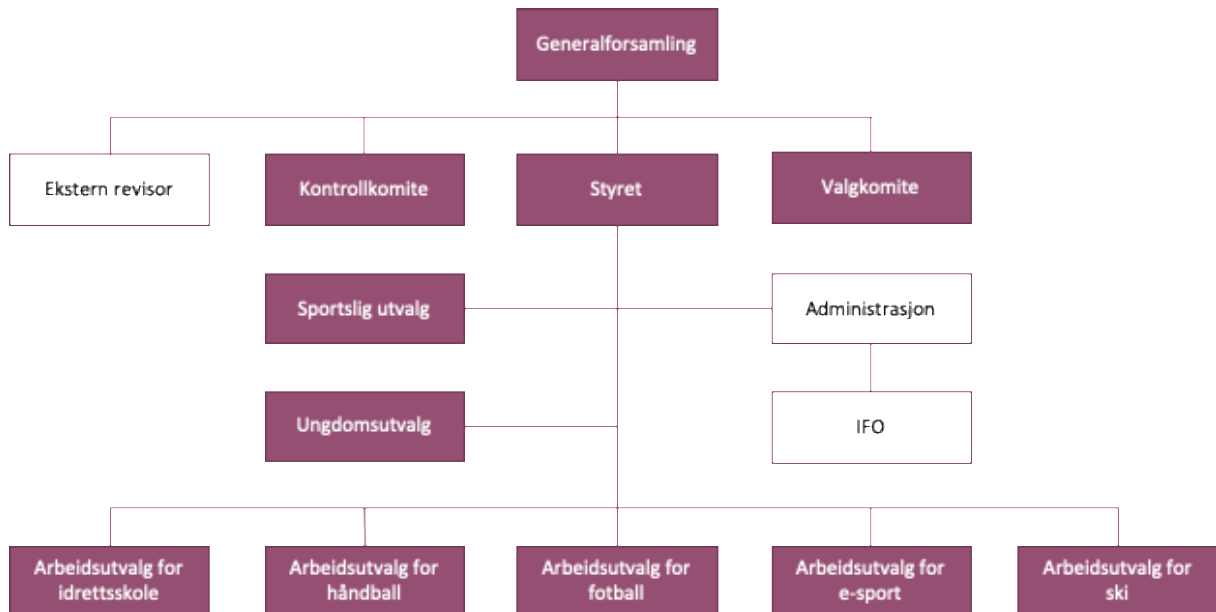 Generalforsamling
Ekstern revisor
Kontrollkomite
Styret
Valgkomite
Sportslig utvalg
Administrasjon
Ungdomsutvalg
IFO
Arbeidsutvalg for
idrettsskole
Arbeidsutvalg for
håndball
Arbeidsutvalg for
fotball
Arbeidsutvalg for
e-sport
Arbeidsutvalg for
ski